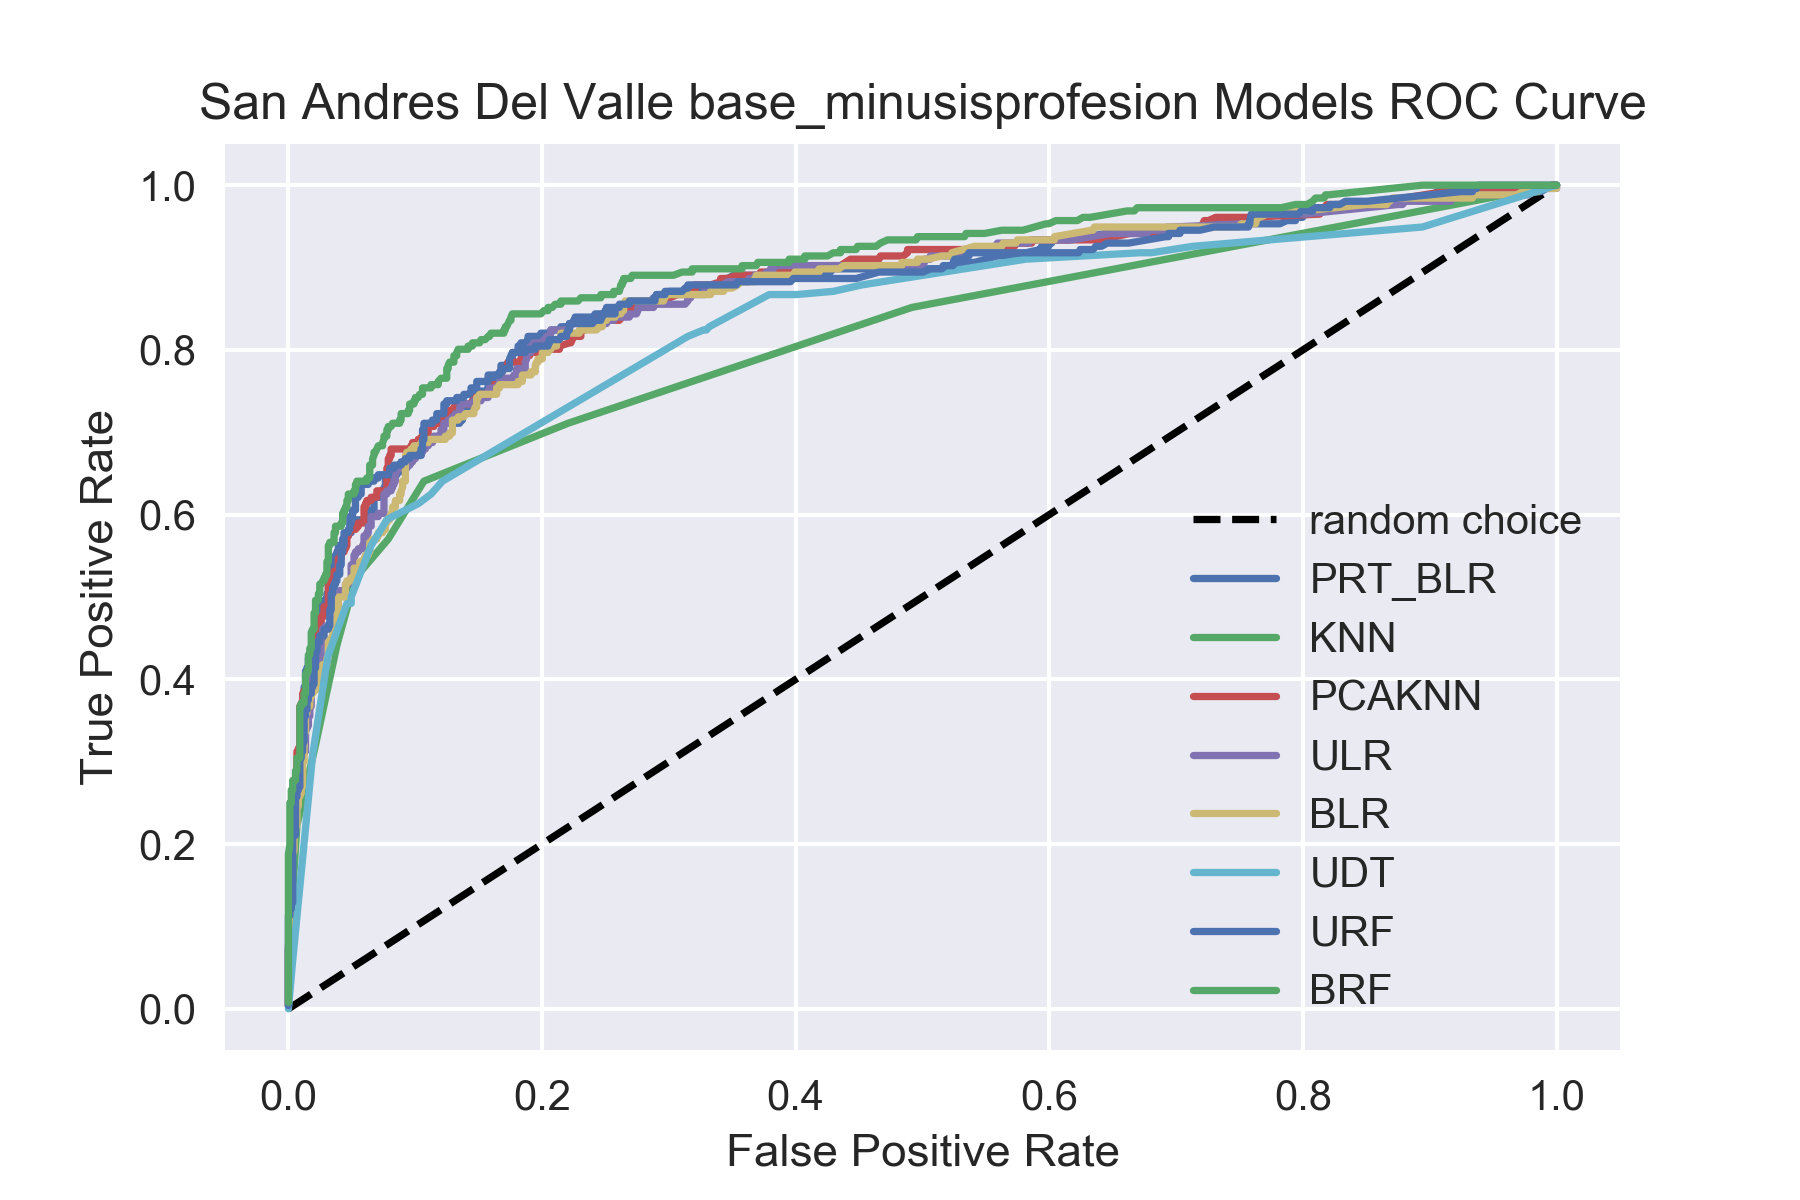 San Andres Del Valle base_minusisprofesion Models ROC Curve
True Positive Rate
1.0
0.8
0.6
0.4
0.2
0.0
random choice
PRT_BLR
KNN
PCAKNN
ULR
BLR
UDT
URF
BRF
0.0 0.2 0.4 0.6 0.8 1.0
False Positive Rate